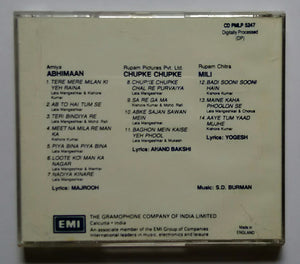 CD PMLP 5247
Digitally Processed
(DP)
Amiya
ABHIMAAN
1. TERE MERE MILAN KI
YEH RAINA
Lata Mangeshkar &
Kishore Kumar
2. AB TO HAI TUM SE
Lata Mangeshkar
3. TERI BINDIYA RE
Lata Mangeshkar & Mohd. Rafi
4. MEET NA MILA RE MAN
KA
Kishore Kumar
5. PIYA BINA PIYA BINA
Lata Mangeshkar
6. LOOTE KOI MAN KA
NAGAR
Lata Mangeshkar &
7. NADIYA KINARE
Lata Mangeshkar
Lyrics: MAJROOH
Rupam Pictures Pvt. Ltd.
CHUPKE CHUPKE
8. CHUPKE CHUPKE
CHAL RE PURVAIYA
Lata Mangeshkar
9. SA RE GA MA
Kishore Kumar & Mohd. Rafi
10. ABKE SAJAN SAWAN
MEIN
Lata Mangeshkar
11. BAGHON MEIN KAISE
YEH PHOOL
Lata Mangeshkar & Mukesh
Lyrics: ANAND BAKSHI
Rupam Chitra
MILI
12. BADI SOONI SOONI
HAIN
Kishore Kumar
13. MAINE KAHA
PHOOLON SE
Lata Mangeshkar & Chorus
14. AAYE TUM YAAD
MUJHE
Kishore Kumar
Lyrics: YOGESH
Music: S.D. BURMAN
EMI
THE GRAMOPHONE COMPANY OF INDIA LIMITED
Calcutta • India
An associate member of the EMI Group of Companies
International leaders in music, electronics and leisure
Made in
ENGLAND